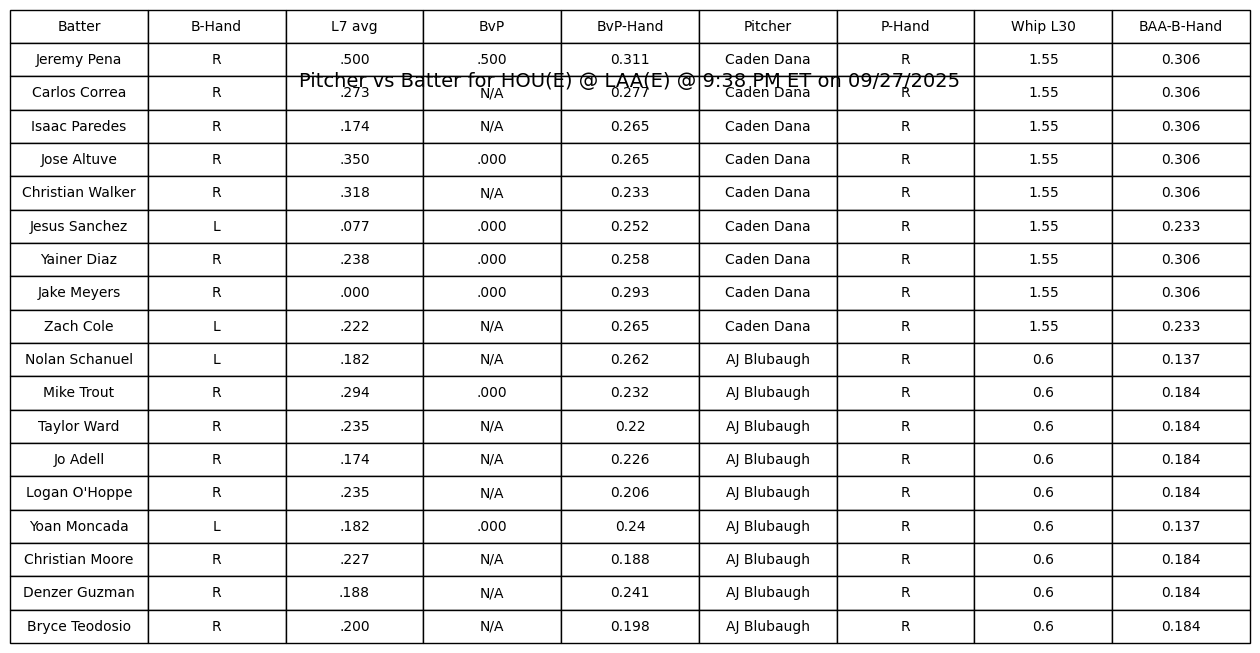 Batter B-Hand L7 avg BvP BvP-Hand Pitcher P-Hand Whip L30 BAA-B-Hand
Jeremy Pena R .500 .500 0.311 Caden Dana R 1.55 0.306
Pitcher vs Batter for HOU(E) @ LAA(E) @ 9:38 PM ET on 09/27/2025
Carlos Correa R .273 N/A 0.277 Caden Dana R 1.55 0.306
Isaac Paredes R .174 N/A 0.265 Caden Dana R 1.55 0.306
Jose Altuve R .350 .000 0.265 Caden Dana R 1.55 0.306
Christian Walker R .318 N/A 0.233 Caden Dana R 1.55 0.306
Jesus Sanchez L .077 .000 0.252 Caden Dana R 1.55 0.233
Yainer Diaz R .238 .000 0.258 Caden Dana R 1.55 0.306
Jake Meyers R .000 .000 0.293 Caden Dana R 1.55 0.306
Zach Cole L .222 N/A 0.265 Caden Dana R 1.55 0.233
Nolan Schanuel L .182 N/A 0.262 AJ Blubaugh R 0.6 0.137
Mike Trout R .294 .000 0.232 AJ Blubaugh R 0.6 0.184
Taylor Ward R .235 N/A 0.22 AJ Blubaugh R 0.6 0.184
Jo Adell R .174 N/A 0.226 AJ Blubaugh R 0.6 0.184
Logan O'Hoppe R .235 N/A 0.206 AJ Blubaugh R 0.6 0.184
Yoan Moncada L .182 .000 0.24 AJ Blubaugh R 0.6 0.137
Christian Moore R .227 N/A 0.188 AJ Blubaugh R 0.6 0.184
Denzer Guzman R .188 N/A 0.241 AJ Blubaugh R 0.6 0.184
Bryce Teodosio R .200 N/A 0.198 AJ Blubaugh R 0.6 0.184